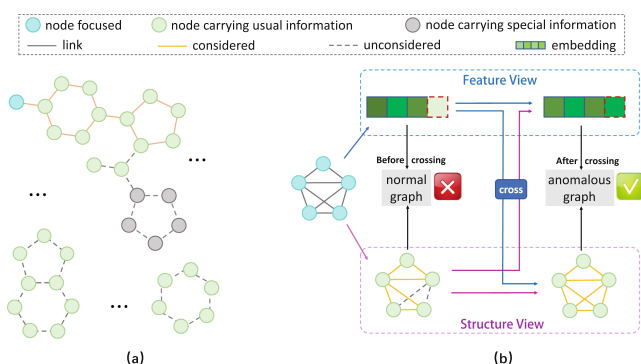 node focused node carrying usual information node carrying special information
link considered unconsidered embedding
Feature View
Before crossing After crossing
normal graph cross anomalous graph
Structure View
... ... ...
(a) (b)